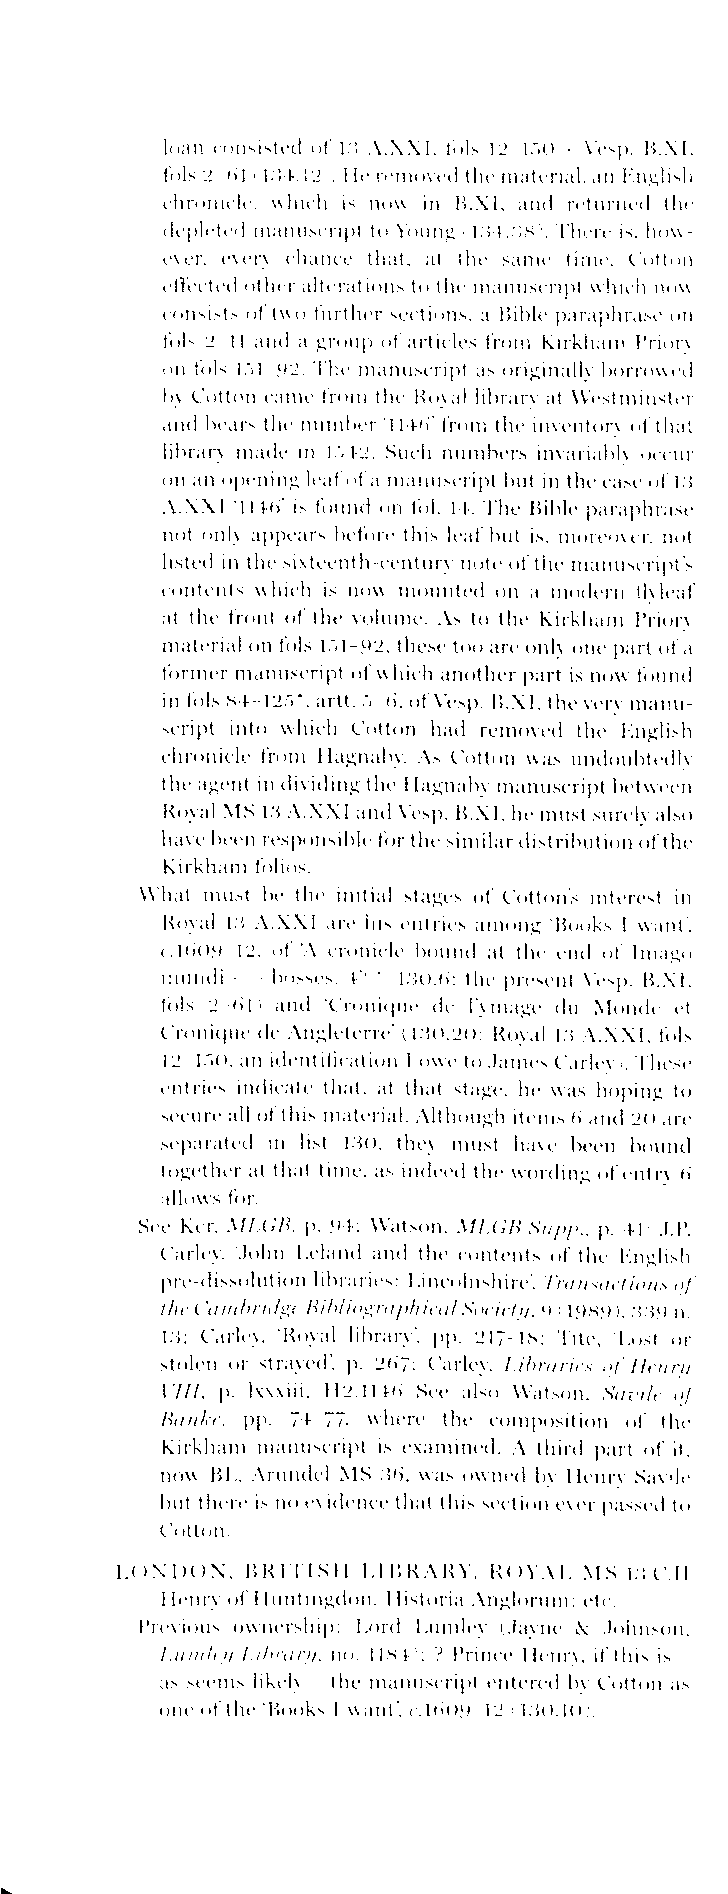 loan consisted of 13 A.XXI, fols 12–150 + Vesp. B.XI,
fols 2–61 (134.12). He removed the material, an English
chronicle, which is now in B.XI, and returned the
depleted manuscript to Young (134.38). There is, how-
ever, every chance that, at the same time, Cotton
effected other alterations to the manuscript which now
consists of two further sections, a Bible paraphrase on
fols 2–11 and a group of articles from Kirkham Priory
on fols 151–92. The manuscript as originally borrowed
by Cotton came from the Royal library at Westminster
and bears the number '1146' from the inventory of that
library made in 1542. Such numbers invariably occur
on an opening leaf of a manuscript but in the case of 13
A.XXI '1146' is found on fol. 14. The Bible paraphrase
not only appears before this leaf but is, moreover, not
listed in the sixteenth-century note of the manuscript's
contents which is now mounted on a modern flyleaf
at the front of the volume. As to the Kirkham Priory
material on fols 151–92, these too are only one part of a
former manuscript of which another part is now found
in fols 84–125*, artt. 5–6, of Vesp. B.XI, the very manu-
script into which Cotton had removed the English
chronicle from Hagnaby. As Cotton was undoubtedly
the agent in dividing the Hagnaby manuscript between
Royal MS 13 A.XXI and Vesp. B.XI, he must surely also
have been responsible for the similar distribution of the
Kirkham folios.
What must be the initial stages of Cotton's interest in
Royal 13 A.XXI are his entries among 'Books I want',
c.1609–12, of 'A cronicle bound at the end of Imago
mundi bosses. 4°' (130.6: the present Vesp. B.XI,
fols 2–61) and 'Cronique de l'ymage du Monde et
Cronique de Angleterre' (130.20: Royal 13 A.XXI, fols
12–150, an identification I owe to James Carley). These
entries indicate that, at that stage, he was hoping to
secure all of this material. Although items 6 and 20 are
separated in list 130, they must have been bound
together at that time, as indeed the wording of entry 6
allows for.
See Ker, MLGB, p. 94; Watson, MLGB Supp., p. 41; J.P.
Carley, 'John Leland and the contents of the English
pre-dissolution libraries: Lincolnshire', Transactions of
the Cambridge Bibliographical Society, 9 (1989), 339 n.
13; Carley, 'Royal library', pp. 217–18; Tite, 'Lost or
stolen or strayed', p. 267; Carley, Libraries of Henry
VIII, p. lxxxiii, H2.1146. See also Watson, Savile of
Banke, pp. 74–77, where the composition of the
Kirkham manuscript is examined. A third part of it,
now BL, Arundel MS 36, was owned by Henry Savile
but there is no evidence that this section ever passed to
Cotton.
LONDON, BRITISH LIBRARY, ROYAL MS 13 C.II
Henry of Huntingdon, Historia Anglorum; etc.
Previous ownership: Lord Lumley (Jayne & Johnson,
Lumley Library, no. 1184); ? Prince Henry, if this is –
as seems likely – the manuscript entered by Cotton as
one of the 'Books I want', c.1609–12 (130.10).